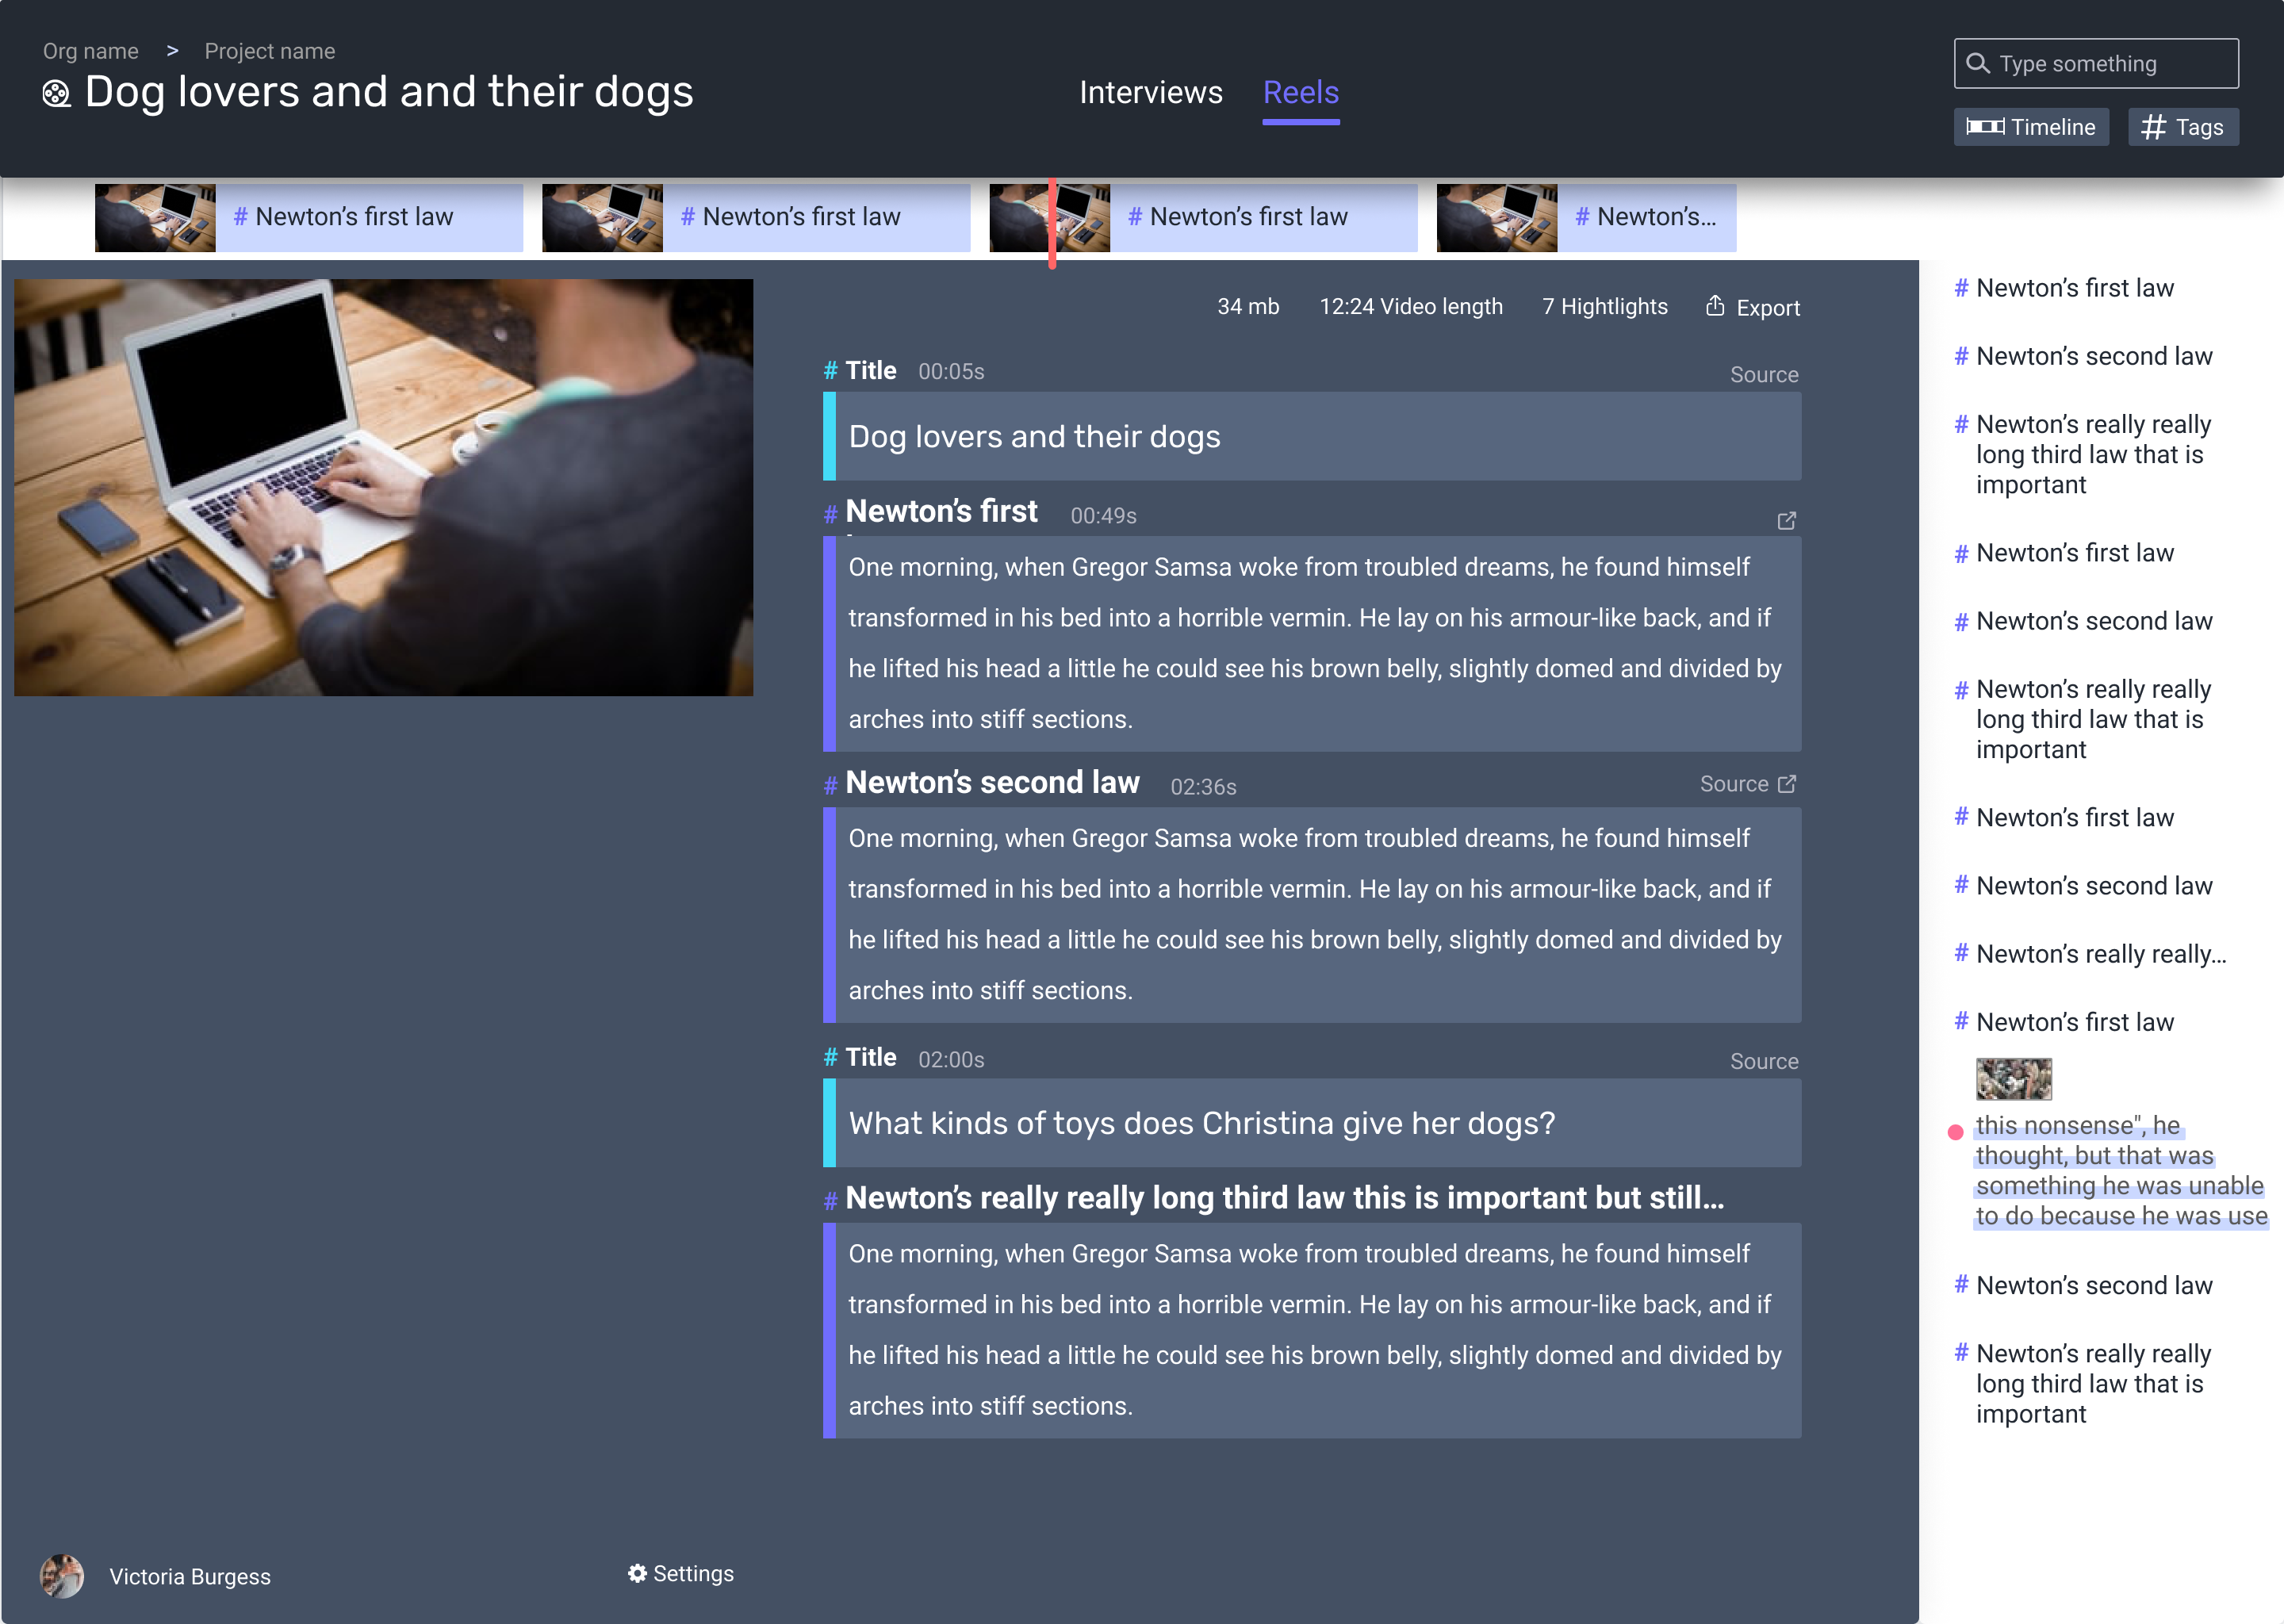 Org name > Project name
Dog lovers and and their dogs
Interviews Reels
Type something
Timeline # Tags
# Newton’s first law
# Newton’s first law
# Newton’s first law
# Newton’s...
34 mb 12:24 Video length 7 Hightlights Export
# Title 00:05s Source
Dog lovers and their dogs
# Newton’s first 00:49s
One morning, when Gregor Samsa woke from troubled dreams, he found himself
transformed in his bed into a horrible vermin. He lay on his armour-like back, and if
he lifted his head a little he could see his brown belly, slightly domed and divided by
arches into stiff sections.
# Newton’s second law 02:36s Source
One morning, when Gregor Samsa woke from troubled dreams, he found himself
transformed in his bed into a horrible vermin. He lay on his armour-like back, and if
he lifted his head a little he could see his brown belly, slightly domed and divided by
arches into stiff sections.
# Title 02:00s Source
What kinds of toys does Christina give her dogs?
# Newton’s really really long third law this is important but still...
One morning, when Gregor Samsa woke from troubled dreams, he found himself
transformed in his bed into a horrible vermin. He lay on his armour-like back, and if
he lifted his head a little he could see his brown belly, slightly domed and divided by
arches into stiff sections.
# Newton’s first law
# Newton’s second law
# Newton’s really really
long third law that is
important
# Newton’s first law
# Newton’s second law
# Newton’s really really
long third law that is
important
# Newton’s first law
# Newton’s second law
# Newton’s really really...
# Newton’s first law
this nonsense", he
thought, but that was
something he was unable
to do because he was use
# Newton’s second law
# Newton’s really really
long third law that is
important
Victoria Burgess
Settings